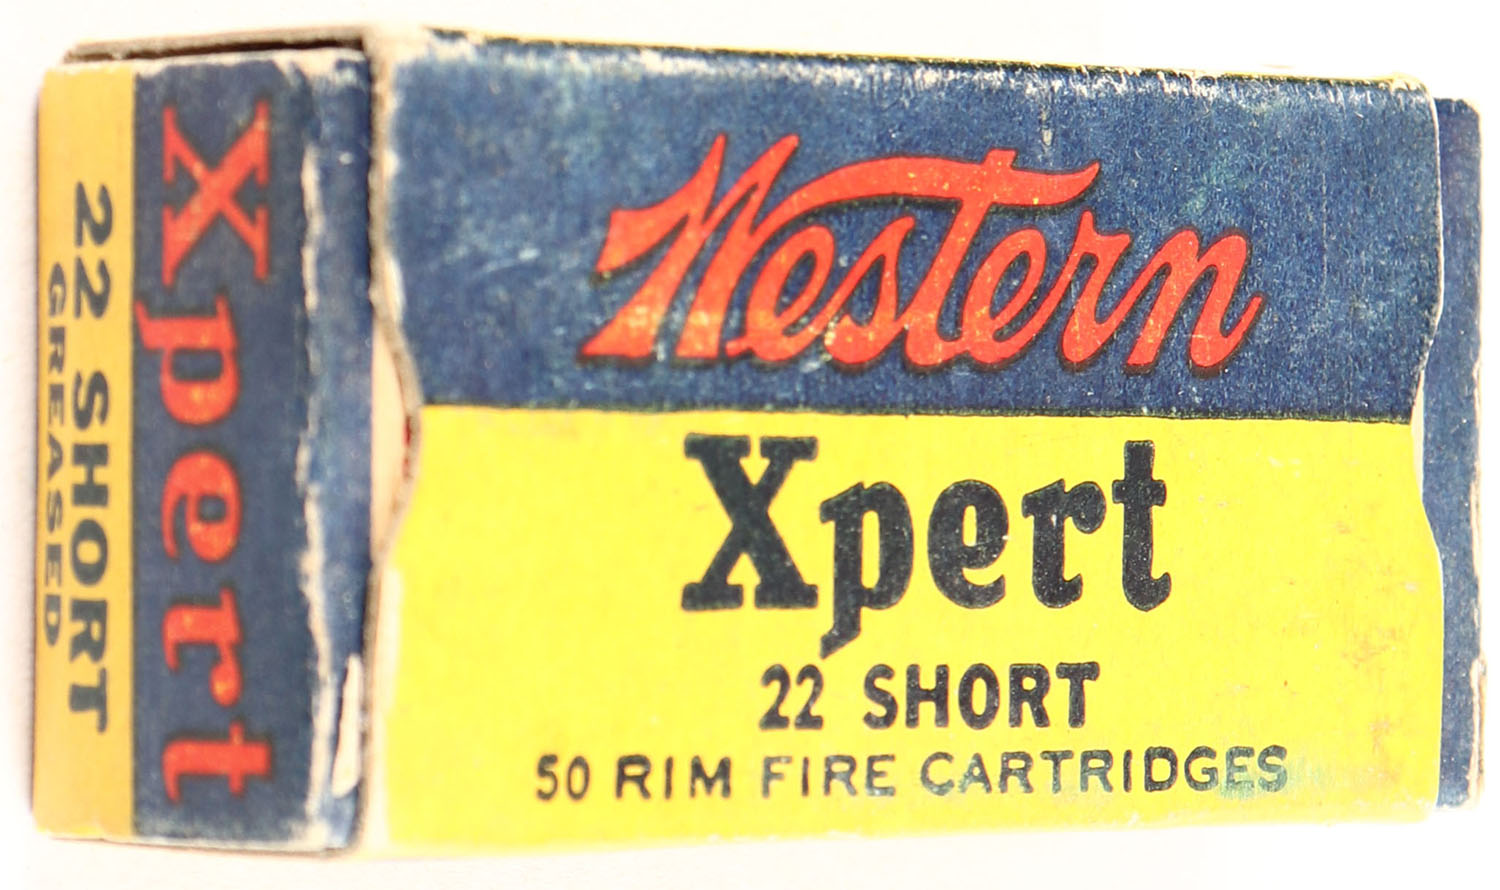 Western
Xpert
22 SHORT
50 RIM FIRE CARTRIDGES
Xpert
22 SHORT
GREASED